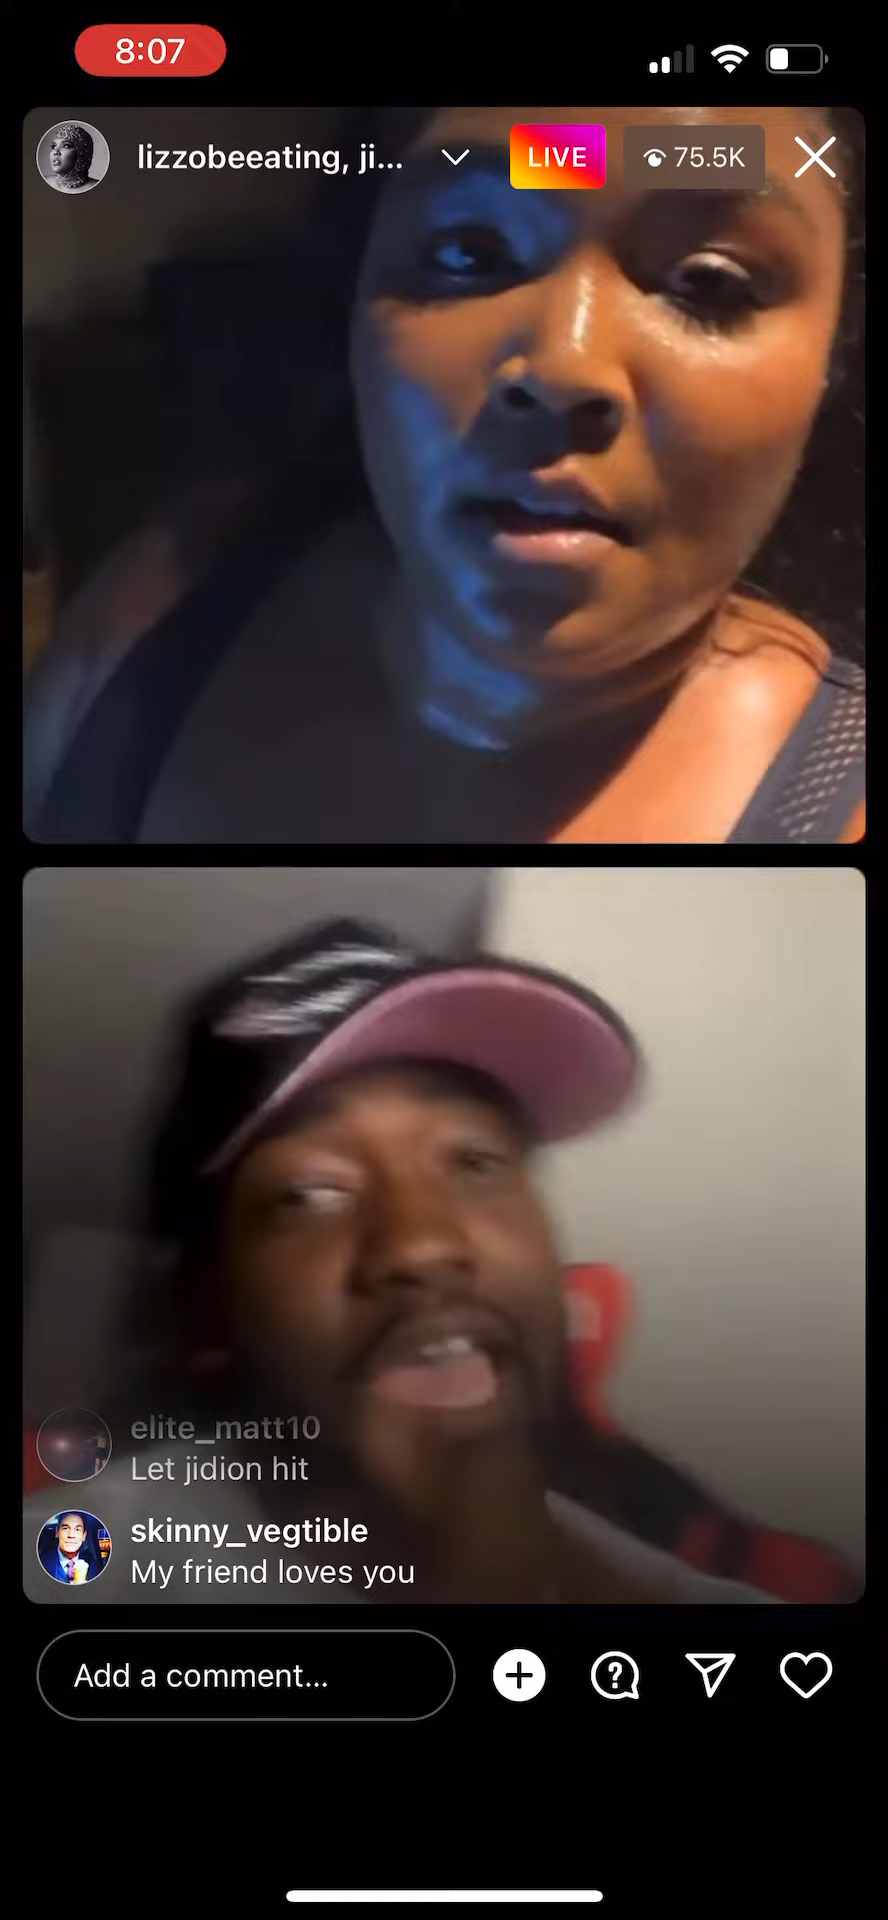 8:07
lizzobeeating, ji...
LIVE
75.5K
elite_matt10
Let jidion hit
skinny_vegtible
My friend loves you
Add a comment...